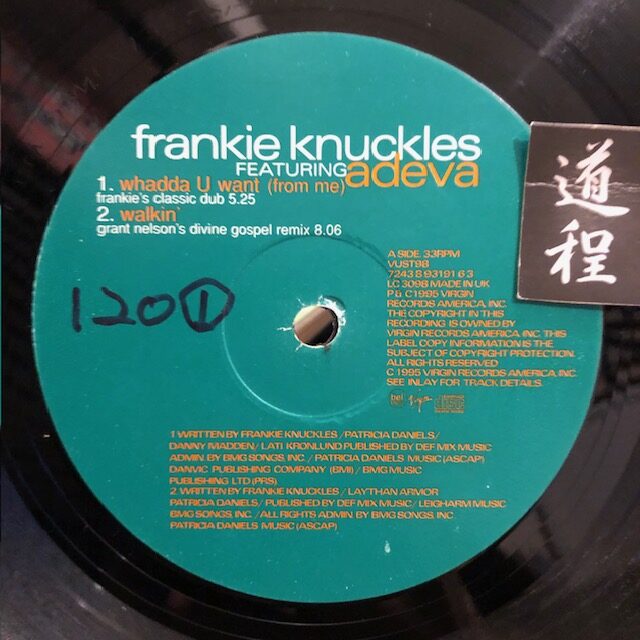 frankie knuckles
FEATURING adeva
1. whadda U want (from me)
frankie's classic dub 5.25
2. walkin'
grant nelson's divine gospel remix 8.06
道程
120①
A SIDE. 33RPM
VUST98
7243 8 93191 6 3
LC 3098 MADE IN UK
P & C 1995 VIRGIN
RECORDS AMERICA, INC.
THE COPYRIGHT IN THIS
RECORDING IS OWNED BY
VIRGIN RECORDS AMERICA INC. THIS
LABEL COPY INFORMATION IS THE
SUBJECT OF COPYRIGHT PROTECTION.
ALL RIGHTS RESERVED
C 1995 VIRGIN RECORDS AMERICA, INC.
SEE INLAY FOR TRACK DETAILS.
Virgin
1 WRITTEN BY FRANKIE KNUCKLES / PATRICIA DANIELS /
DANNY MADDEN / LATI KRONLUND PUBLISHED BY DEF MIX MUSIC
ADMIN. BY BMG SONGS, INC. / PATRICIA DANIELS MUSIC (ASCAP)
DANMC PUBLISHING COMPANY (BMI) / BMG MUSIC
PUBLISHING LTD (PRS)
2. WRITTEN BY FRANKIE KNUCKLES / LAYTHAN ARMOR
PATRICIA DANIELS / PUBLISHED BY DEF MIX MUSIC / LEIGHARM MUSIC
BMG SONGS, INC. / ALL RIGHTS ADMIN. BY BMG SONGS, INC.
PATRICIA DANIELS MUSIC (ASCAP)